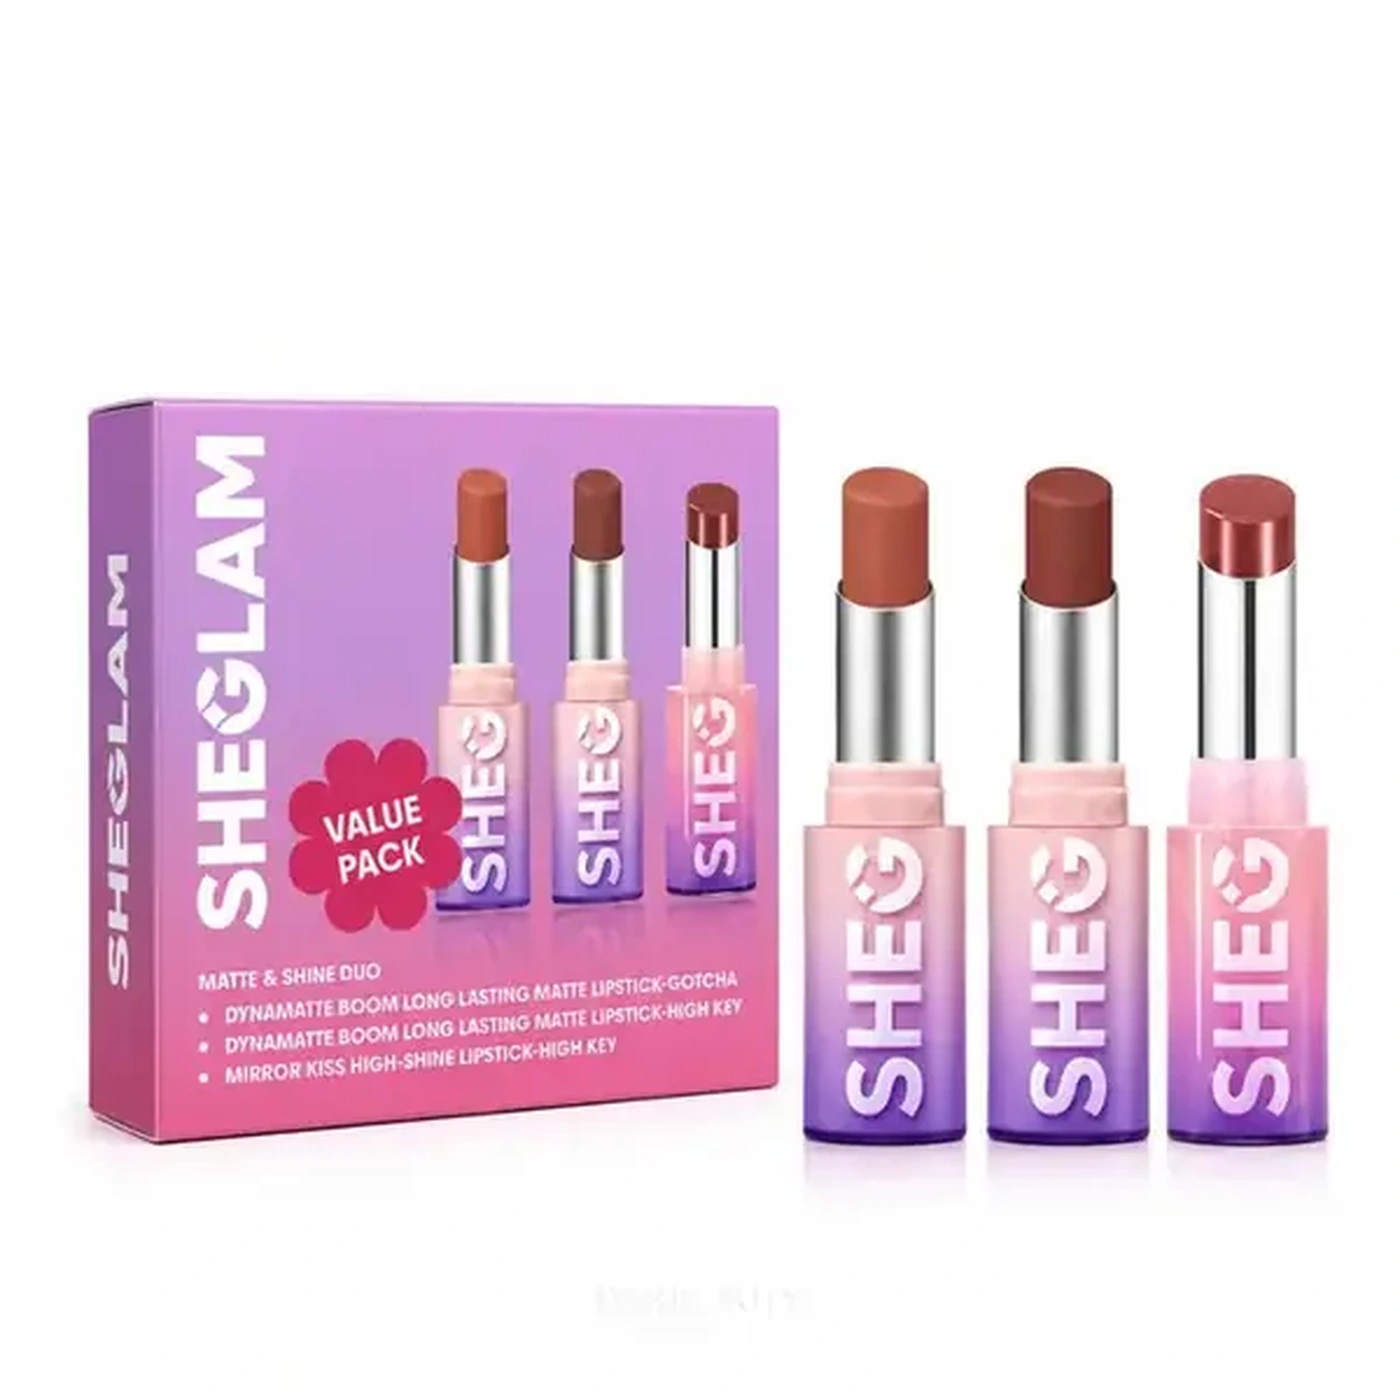 SHEGLAM
SHEGLAM
VALUE
PACK
SHEG
SHEG
SHEG
MATTE & SHINE DUO
• DYNAMATTE BOOM LONG LASTING MATTE LIPSTICK-GOTCHA
• DYNAMATTE BOOM LONG LASTING MATTE LIPSTICK-HIGH KEY
• MIRROR KISS HIGH-SHINE LIPSTICK-HIGH KEY
SHEG
SHEG
SHEG